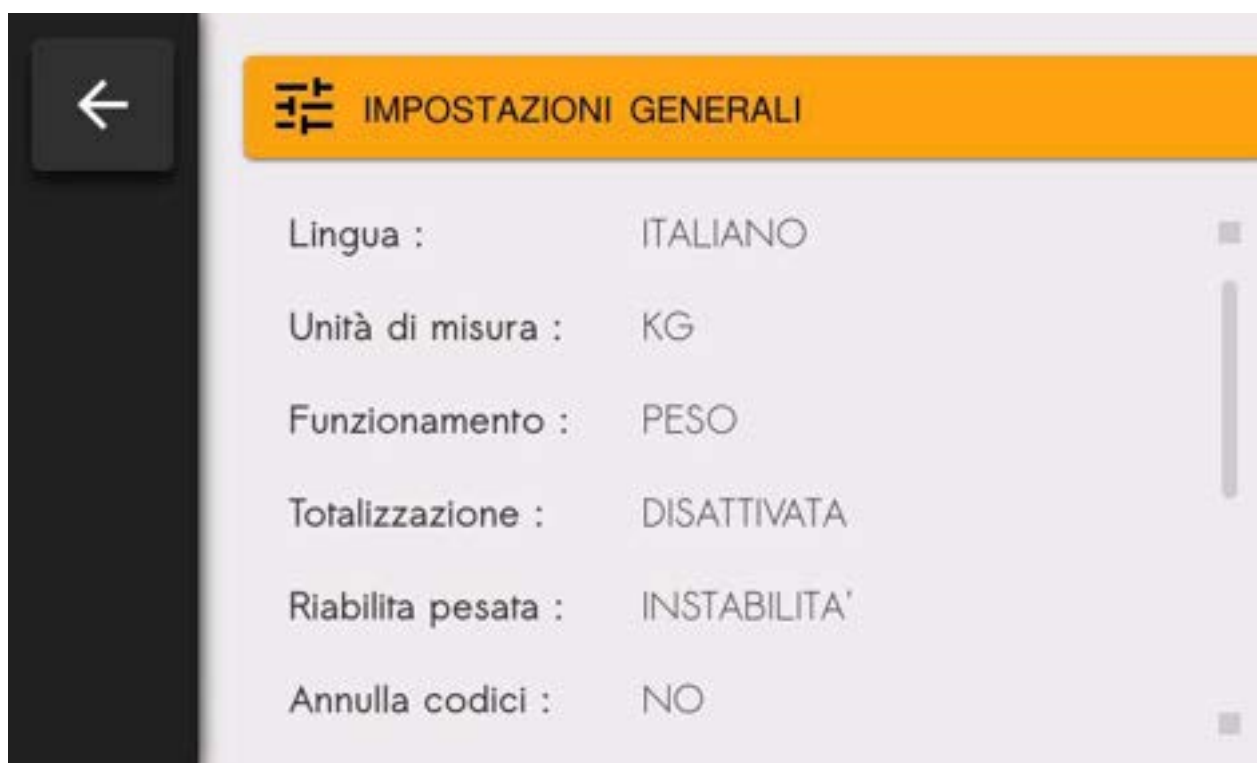 IMPOSTAZIONI GENERALI
Lingua : ITALIANO
Unità di misura : KG
Funzionamento : PESO
Totalizzazione : DISATTIVATA
Riabilita pesata : INSTABILITA'
Annulla codici : NO